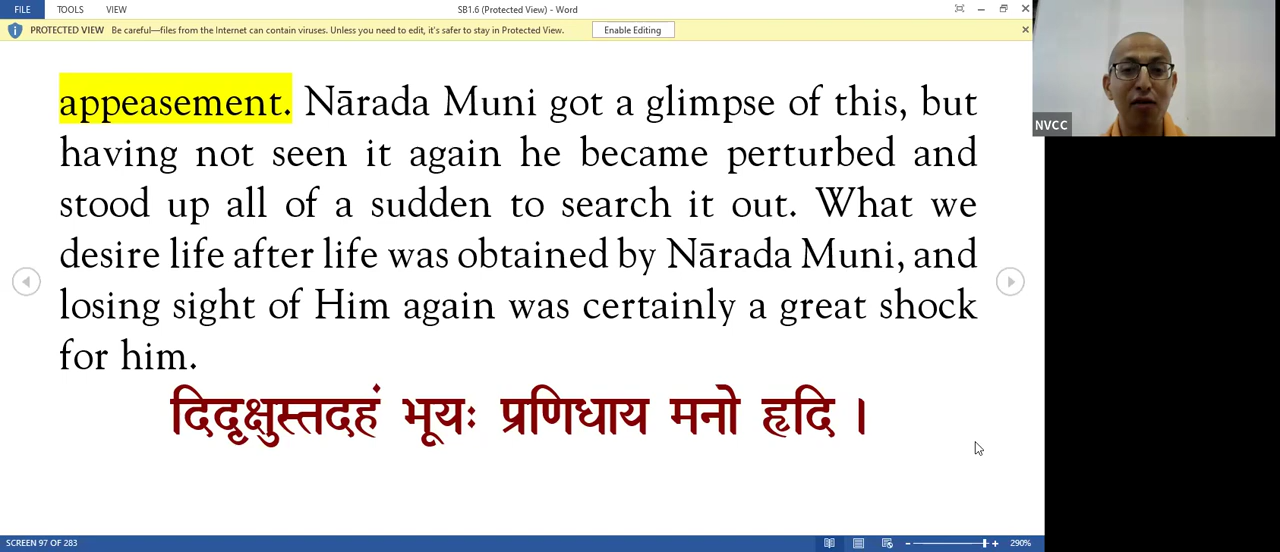 FILE TOOLS VIEW SB1.6 (Protected View) - Word
PROTECTED VIEW Be careful—files from the Internet can contain viruses. Unless you need to edit, it's safer to stay in Protected View. Enable Editing
appeasement. Nārada Muni got a glimpse of this, but
having not seen it again he became perturbed and
stood up all of a sudden to search it out. What we
desire life after life was obtained by Nārada Muni, and
losing sight of Him again was certainly a great shock
for him.
दिदृक्षुस्तदहं भूयः प्रणिधाय मनो हृदि ।
NVCC
SCREEN 97 OF 283 290%